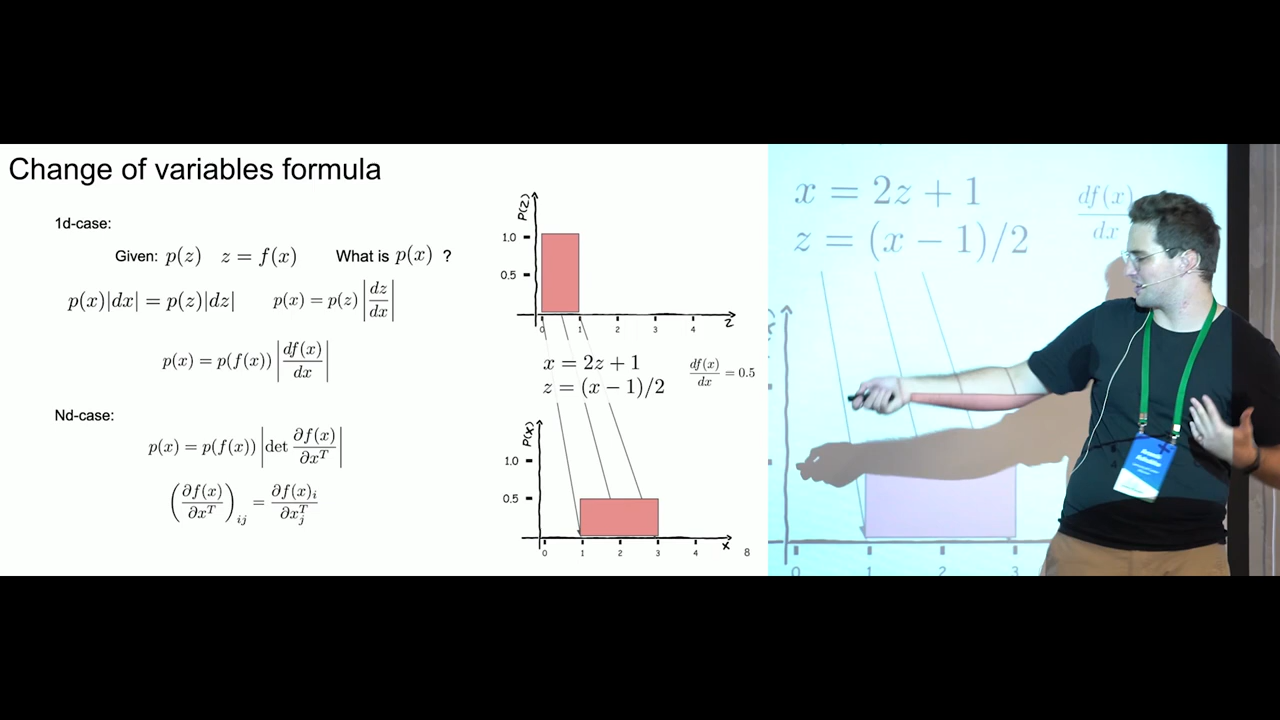 Change of variables formula
1d-case:
Given: p(z) z = f(x) What is p(x) ?
p(x)|dx| = p(z)|dz| p(x) = p(z) |dz/dx|
p(x) = p(f(x)) |df(x)/dx|
Nd-case:
p(x) = p(f(x)) |det ∂f(x)/∂x^T|
(∂f(x)/∂x^T)_ij = ∂f(x)_i/∂x_j^T
P(z)
1.0
0.5
0 1 2 3 4 z
x = 2z + 1
z = (x − 1)/2
df(x)/dx = 0.5
P(x)
1.0
0.5
0 1 2 3 4 x
8
x = 2z + 1
z = (x − 1)/2
df(x)/dx
0 1 2 3